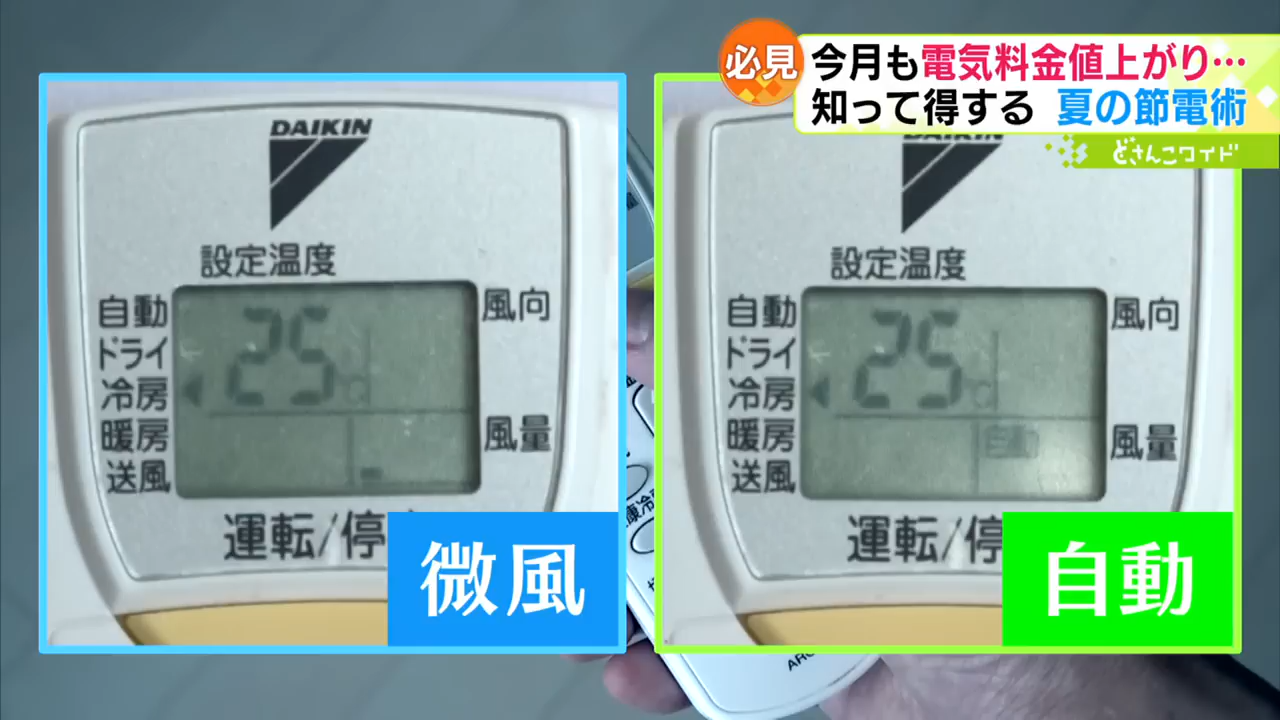 必見
今月も電気料金値上がり…
知って得する 夏の節電術
どさんこワイド
DAIKIN
設定温度
自動
ドライ
冷房
暖房
送風
25
風向
風量
運転/停
微風
DAIKIN
設定温度
自動
ドライ
冷房
暖房
送風
25
自動
風向
風量
運転/停
自動